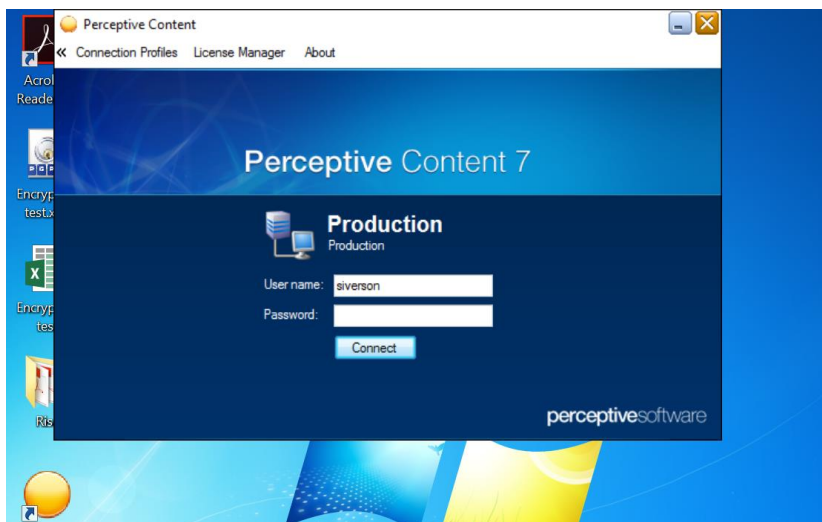 Perceptive Content
« Connection Profiles License Manager About
Acrol
Reade
Perceptive Content 7
PGP
Encryp
test.x
Production
Production
User name: siverson
Password:
X
Encryp
tes
Connect
Ris
perceptivesoftware